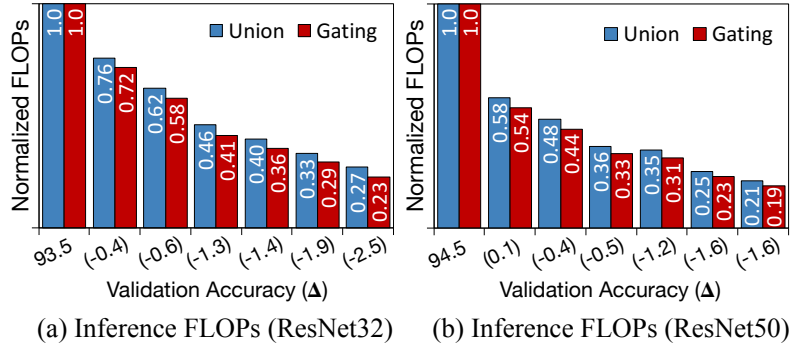 Normalized FLOPs
Union Gating
1.0 1.0
0.76 0.72
0.62 0.58
0.46 0.41
0.40 0.36
0.33 0.29
0.27 0.23
93.5 (-0.4) (-0.6) (-1.3) (-1.4) (-1.9) (-2.5)
Validation Accuracy (Δ)
(a) Inference FLOPs (ResNet32)
Normalized FLOPs
Union Gating
1.0 1.0
0.58 0.54
0.48 0.44
0.36 0.33
0.35 0.31
0.25 0.23
0.21 0.19
94.5 (0.1) (-0.4) (-0.5) (-1.2) (-1.6) (-1.6)
Validation Accuracy (Δ)
(b) Inference FLOPs (ResNet50)